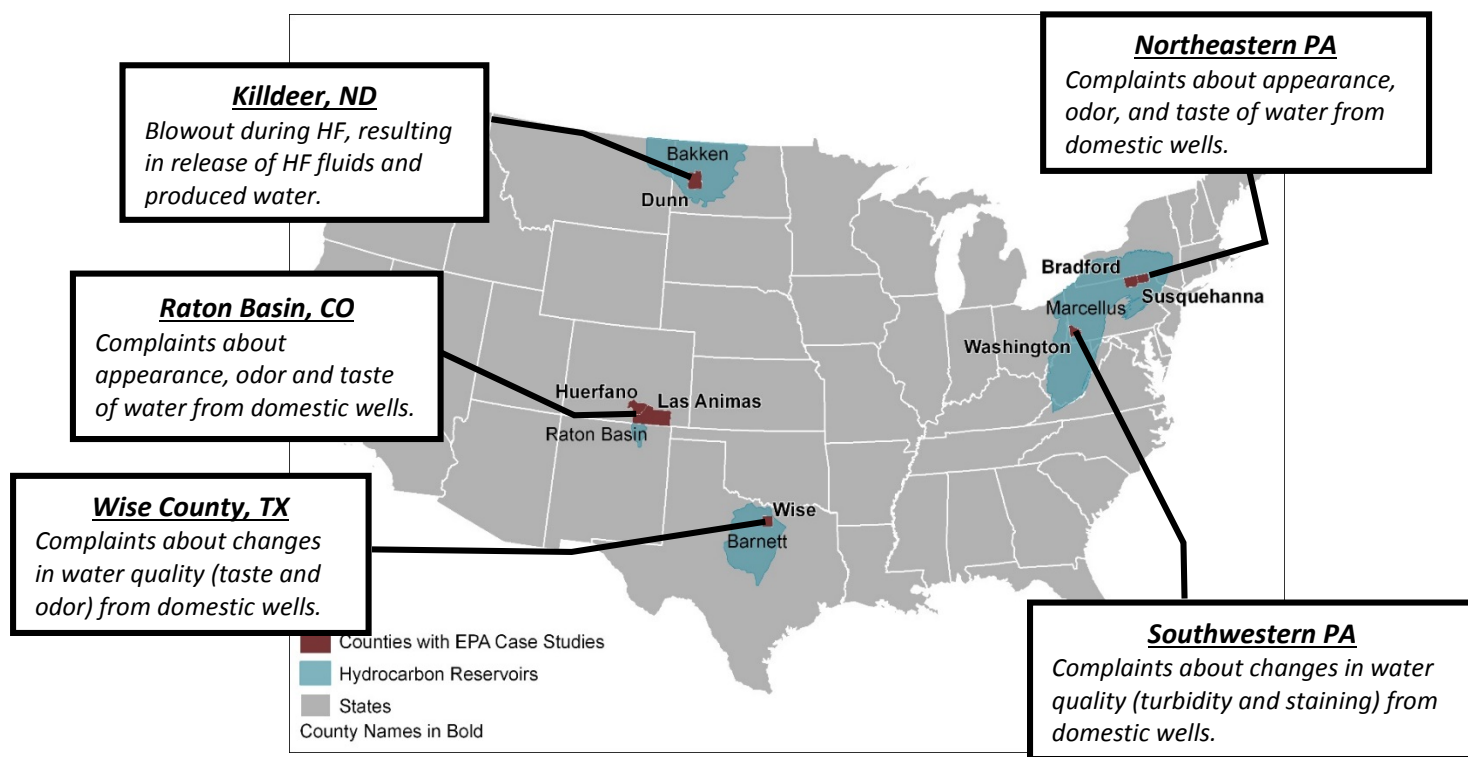 Killdeer, ND
Blowout during HF, resulting
in release of HF fluids and
produced water.
Northeastern PA
Complaints about appearance,
odor, and taste of water from
domestic wells.
Bakken
Dunn
Raton Basin, CO
Complaints about
appearance, odor and taste
of water from domestic wells.
Bradford
Susquehanna
Marcellus
Washington
Huerfano
Las Animas
Raton Basin
Wise County, TX
Complaints about changes
in water quality (taste and
odor) from domestic wells.
Wise
Barnett
Southwestern PA
Complaints about changes in water
quality (turbidity and staining) from
domestic wells.
Counties with EPA Case Studies
Hydrocarbon Reservoirs
States
County Names in Bold